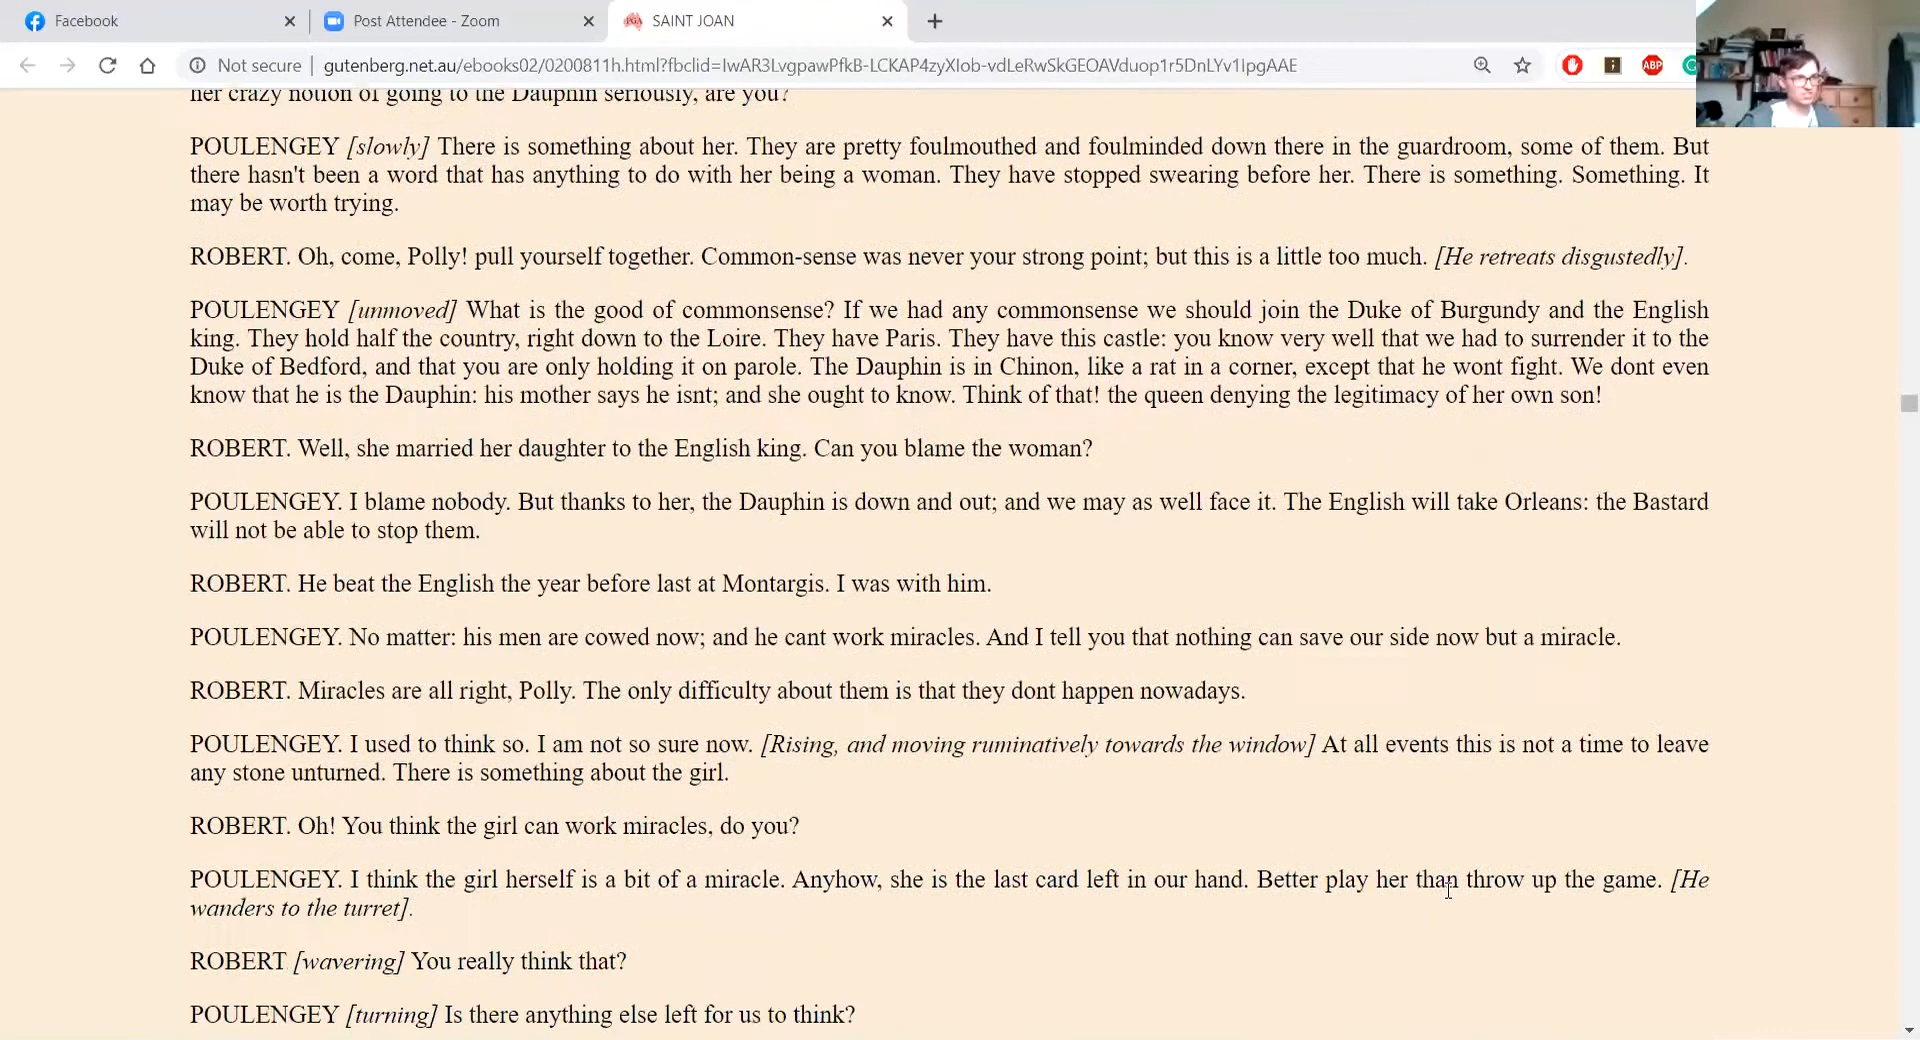 Facebook
Post Attendee - Zoom
SAINT JOAN
Not secure
gutenberg.net.au/ebooks02/0200811h.html?fbclid=IwAR3LvgpawPfkB-LCKAP4zyXIob-vdLeRwSkGEOAVduop1r5DnLYv1IpgAAE
ABP
her crazy notion of going to the Dauphin seriously, are you?
POULENGEY [slowly] There is something about her. They are pretty foulmouthed and foulminded down there in the guardroom, some of them. But
there hasn't been a word that has anything to do with her being a woman. They have stopped swearing before her. There is something. Something. It
may be worth trying.
ROBERT. Oh, come, Polly! pull yourself together. Common-sense was never your strong point; but this is a little too much. [He retreats disgustedly].
POULENGEY [unmoved] What is the good of commonsense? If we had any commonsense we should join the Duke of Burgundy and the English
king. They hold half the country, right down to the Loire. They have Paris. They have this castle: you know very well that we had to surrender it to the
Duke of Bedford, and that you are only holding it on parole. The Dauphin is in Chinon, like a rat in a corner, except that he wont fight. We dont even
know that he is the Dauphin: his mother says he isnt; and she ought to know. Think of that! the queen denying the legitimacy of her own son!
ROBERT. Well, she married her daughter to the English king. Can you blame the woman?
POULENGEY. I blame nobody. But thanks to her, the Dauphin is down and out; and we may as well face it. The English will take Orleans: the Bastard
will not be able to stop them.
ROBERT. He beat the English the year before last at Montargis. I was with him.
POULENGEY. No matter: his men are cowed now; and he cant work miracles. And I tell you that nothing can save our side now but a miracle.
ROBERT. Miracles are all right, Polly. The only difficulty about them is that they dont happen nowadays.
POULENGEY. I used to think so. I am not so sure now. [Rising, and moving ruminatively towards the window] At all events this is not a time to leave
any stone unturned. There is something about the girl.
ROBERT. Oh! You think the girl can work miracles, do you?
POULENGEY. I think the girl herself is a bit of a miracle. Anyhow, she is the last card left in our hand. Better play her than throw up the game. [He
wanders to the turret].
ROBERT [wavering] You really think that?
POULENGEY [turning] Is there anything else left for us to think?